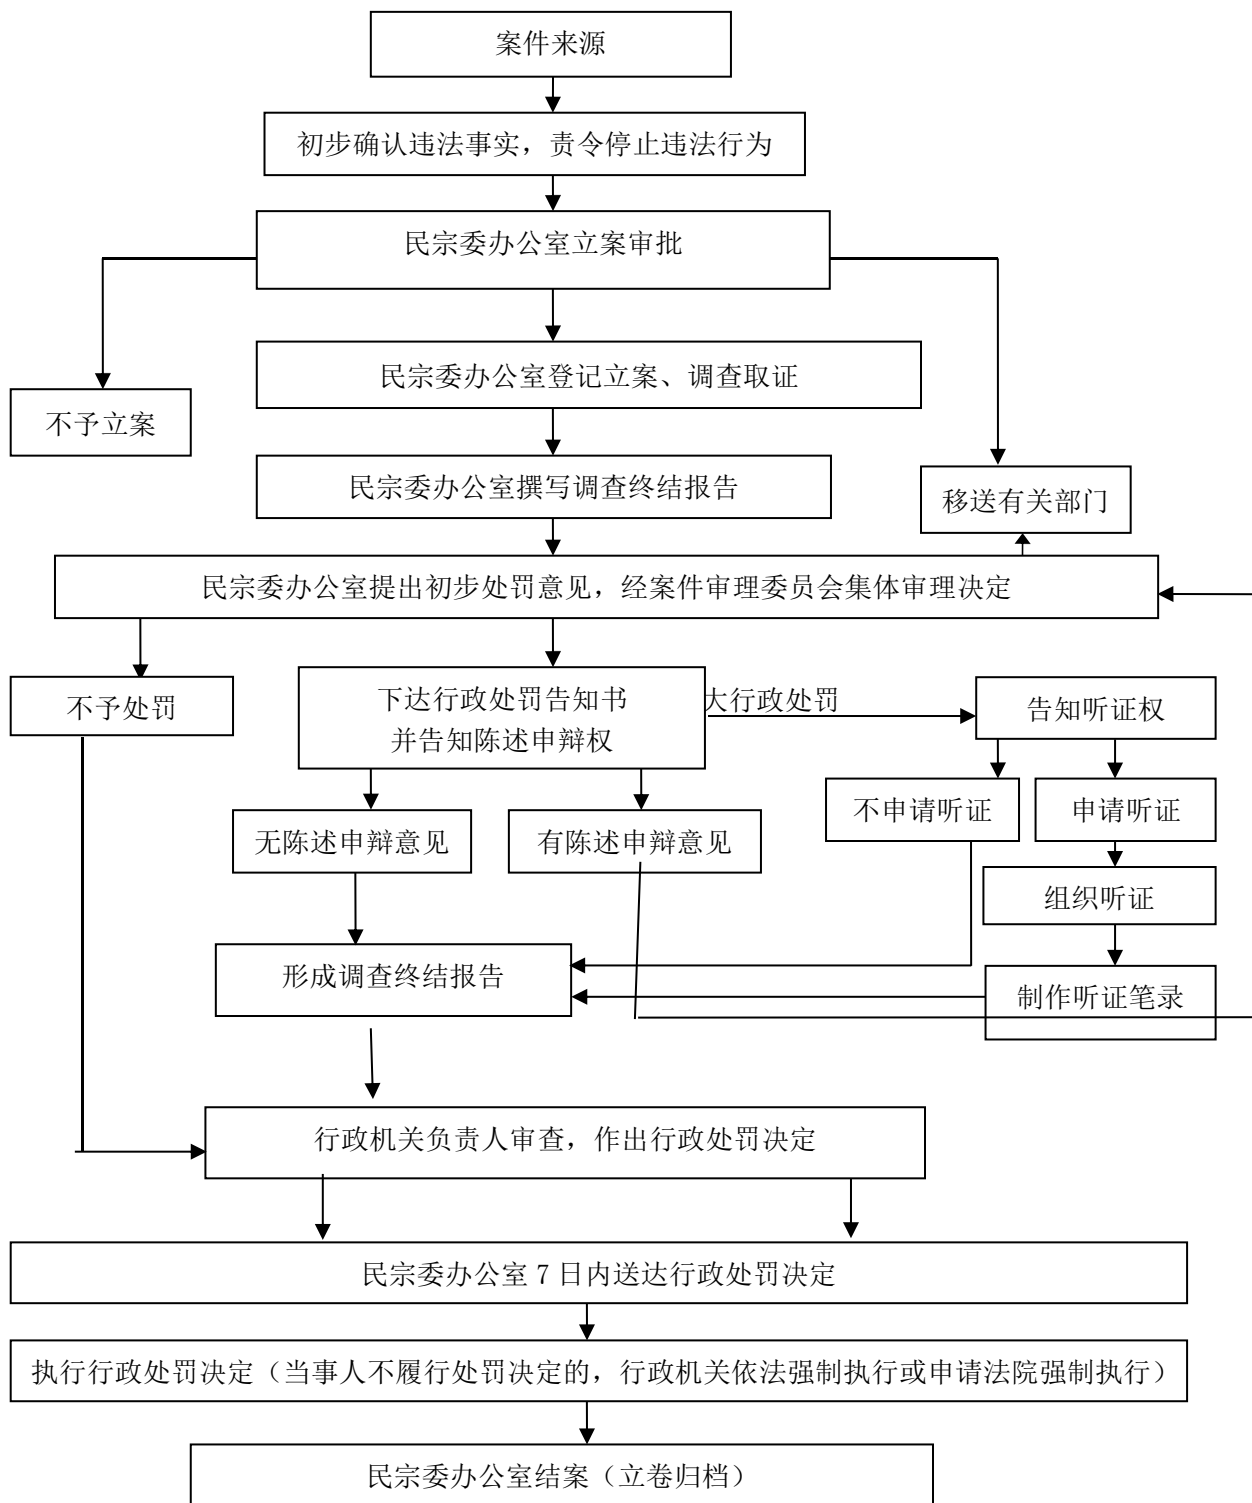 案件来源
初步确认违法事实，责令停止违法行为
民宗委办公室立案审批
民宗委办公室登记立案、调查取证
不予立案
民宗委办公室撰写调查终结报告
移送有关部门
民宗委办公室提出初步处罚意见，经案件审理委员会集体审理决定
不予处罚
下达行政处罚告知书
并告知陈述申辩权
大行政处罚
告知听证权
不申请听证
申请听证
无陈述申辩意见
有陈述申辩意见
组织听证
形成调查终结报告
制作听证笔录
行政机关负责人审查，作出行政处罚决定
民宗委办公室 7 日内送达行政处罚决定
执行行政处罚决定（当事人不履行处罚决定的，行政机关依法强制执行或申请法院强制执行）
民宗委办公室结案（立卷归档）